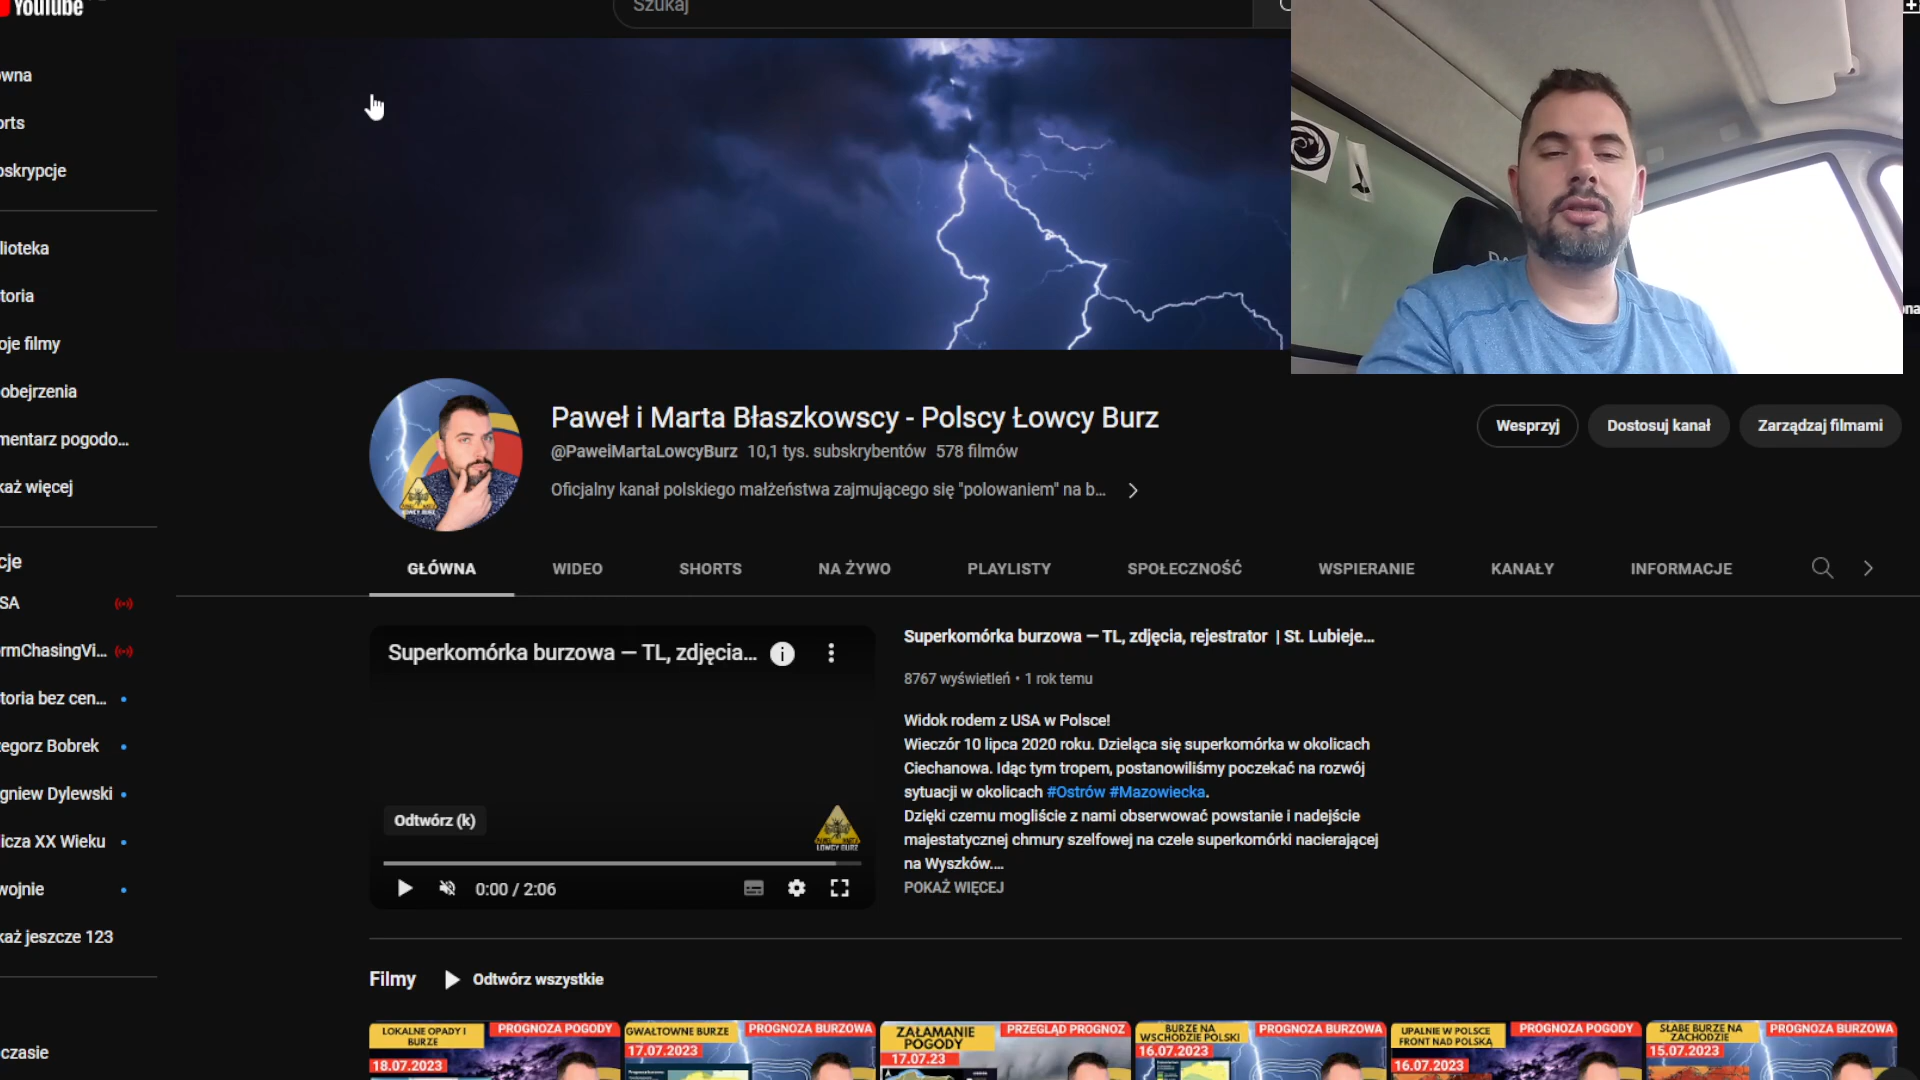 YouTube
Szukaj
ówna
orts
bskrypcje
lioteka
toria
oje filmy
obejrzenia
mentarz pogodo...
każ więcej
cje
SA
rmChasingVi...
toria bez cen...
egorz Bobrek
gniew Dylewski
icza XX Wieku
wojnie
każ jeszcze 123
czasie
Paweł i Marta Błaszkowscy - Polscy Łowcy Burz
@PawelMartaLowcyBurz 10,1 tys. subskrybentów 578 filmów
Oficjalny kanał polskiego małżeństwa zajmującego się "polowaniem" na b...
Wesprzyj
Dostosuj kanał
Zarządzaj filmami
GŁÓWNA
WIDEO
SHORTS
NA ŻYWO
PLAYLISTY
SPOŁECZNOŚĆ
WSPIERANIE
KANAŁY
INFORMACJE
Superkomórka burzowa — TL, zdjęcia...
Odtwórz (k)
ŁOWCY BURZ
0:00 / 2:06
Superkomórka burzowa — TL, zdjęcia, rejestrator | St. Lubieje...
8767 wyświetleń • 1 rok temu
Widok rodem z USA w Polsce!
Wieczór 10 lipca 2020 roku. Dzieląca się superkomórka w okolicach
Ciechanowa. Idąc tym tropem, postanowiliśmy poczekać na rozwój
sytuacji w okolicach #Ostrów #Mazowiecka.
Dzięki czemu mogliście z nami obserwować powstanie i nadejście
majestatycznej chmury szelfowej na czele superkomórki nacierającej
na Wyszków....
POKAŻ WIĘCEJ
Filmy
Odtwórz wszystkie
LOKALNE OPADY I
BURZE
PROGNOZA POGODY
18.07.2023
GWAŁTOWNE BURZE
PROGNOZA BURZOWA
17.07.2023
ZAŁAMANIE
POGODY
PRZEGLĄD PROGNOZ
17.07.23
BURZE NA
WSCHODZIE POLSKI
PROGNOZA BURZOWA
16.07.2023
UPALNIE W POLSCE
FRONT NAD POLSKĄ
PROGNOZA POGODY
16.07.2023
SŁABE BURZE NA
ZACHODZIE
PROGNOZA BURZOWA
15.07.2023